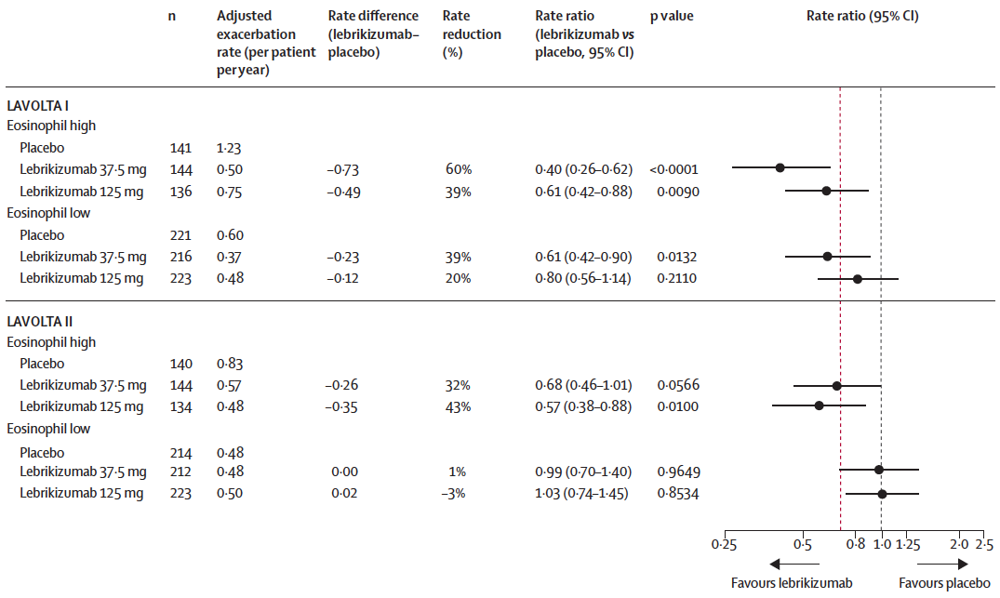 n Adjusted Rate difference Rate Rate ratio p value Rate ratio (95% CI)
exacerbation (lebrikizumab– reduction (lebrikizumab vs
rate (per patient placebo) (%) placebo, 95% CI)
per year)
LAVOLTA I
Eosinophil high
Placebo 141 1·23
Lebrikizumab 37·5 mg 144 0·50 –0·73 60% 0·40 (0·26–0·62) <0·0001
Lebrikizumab 125 mg 136 0·75 –0·49 39% 0·61 (0·42–0·88) 0·0090
Eosinophil low
Placebo 221 0·60
Lebrikizumab 37·5 mg 216 0·37 –0·23 39% 0·61 (0·42–0·90) 0·0132
Lebrikizumab 125 mg 223 0·48 –0·12 20% 0·80 (0·56–1·14) 0·2110
LAVOLTA II
Eosinophil high
Placebo 140 0·83
Lebrikizumab 37·5 mg 144 0·57 –0·26 32% 0·68 (0·46–1·01) 0·0566
Lebrikizumab 125 mg 134 0·48 –0·35 43% 0·57 (0·38–0·88) 0·0100
Eosinophil low
Placebo 214 0·48
Lebrikizumab 37·5 mg 212 0·48 0·00 1% 0·99 (0·70–1·40) 0·9649
Lebrikizumab 125 mg 223 0·50 0·02 –3% 1·03 (0·74–1·45) 0·8534
0·25 0·5 0·8 1·0 1·25 2·0 2·5
Favours lebrikizumab Favours placebo